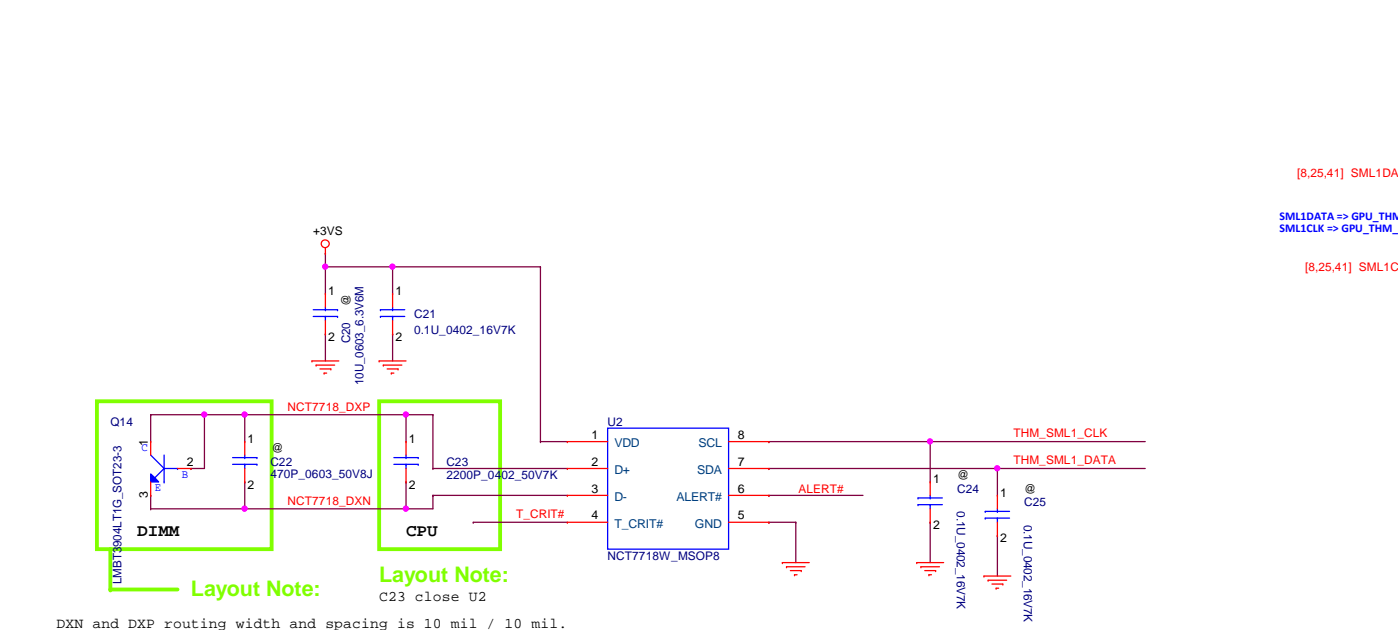 [8,25,41] SML1DA
SML1DATA => GPU_THM
SML1CLK => GPU_THM_
[8,25,41] SML1C
+3VS
1
@
C20
10U_0603_6.3V6M
2
1
C21
0.1U_0402_16V7K
2
Q14
LMBT3904LT1G_SOT23-3
1
C
2
B
E
3
DIMM
NCT7718_DXP
1
@
C22
470P_0603_50V8J
2
NCT7718_DXN
1
C23
2200P_0402_50V7K
2
CPU
T_CRIT#
U2
1 VDD
2 D+
3 D-
4 T_CRIT#
SCL 8
SDA 7
ALERT# 6
GND 5
NCT7718W_MSOP8
THM_SML1_CLK
THM_SML1_DATA
ALERT#
1
@
C24
0.1U_0402_16V7K
2
1
@
C25
0.1U_0402_16V7K
2
Layout Note:
Layout Note:
C23 close U2
DXN and DXP routing width and spacing is 10 mil / 10 mil.